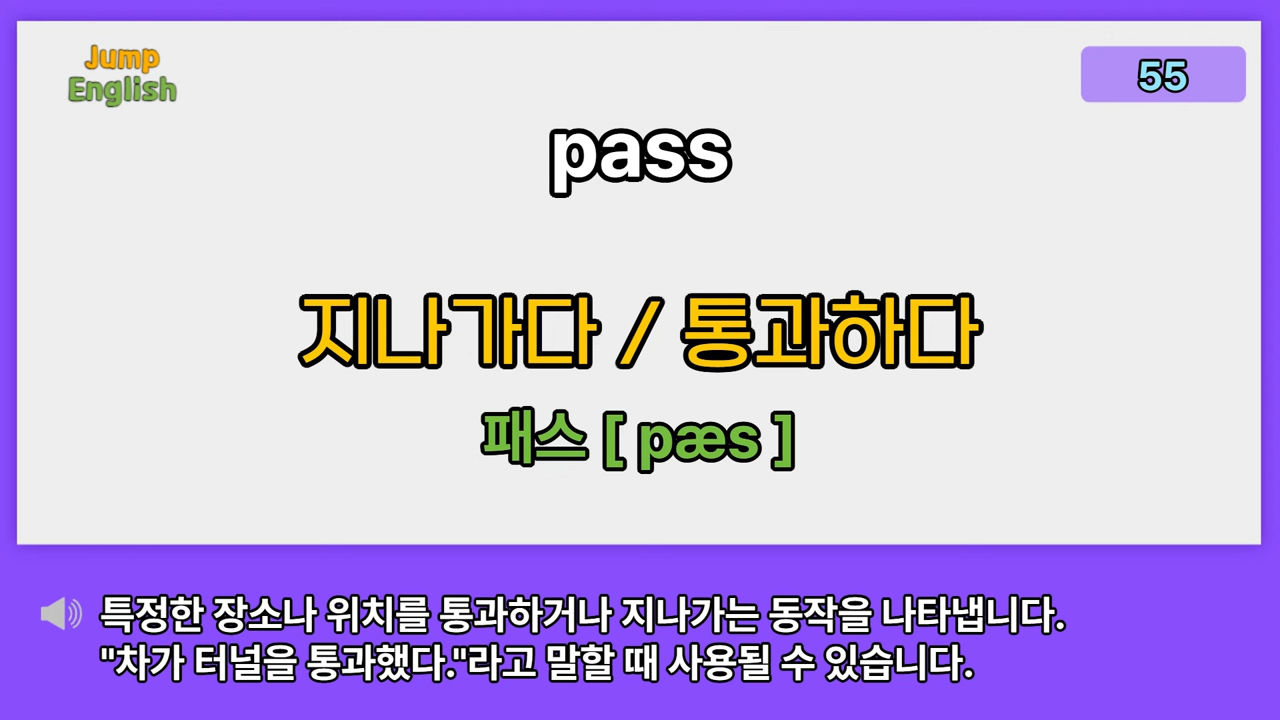 Jump
English
55
pass
지나가다 / 통과하다
패스 [ pæs ]
특정한 장소나 위치를 통과하거나 지나가는 동작을 나타냅니다.
"차가 터널을 통과했다."라고 말할 때 사용될 수 있습니다.